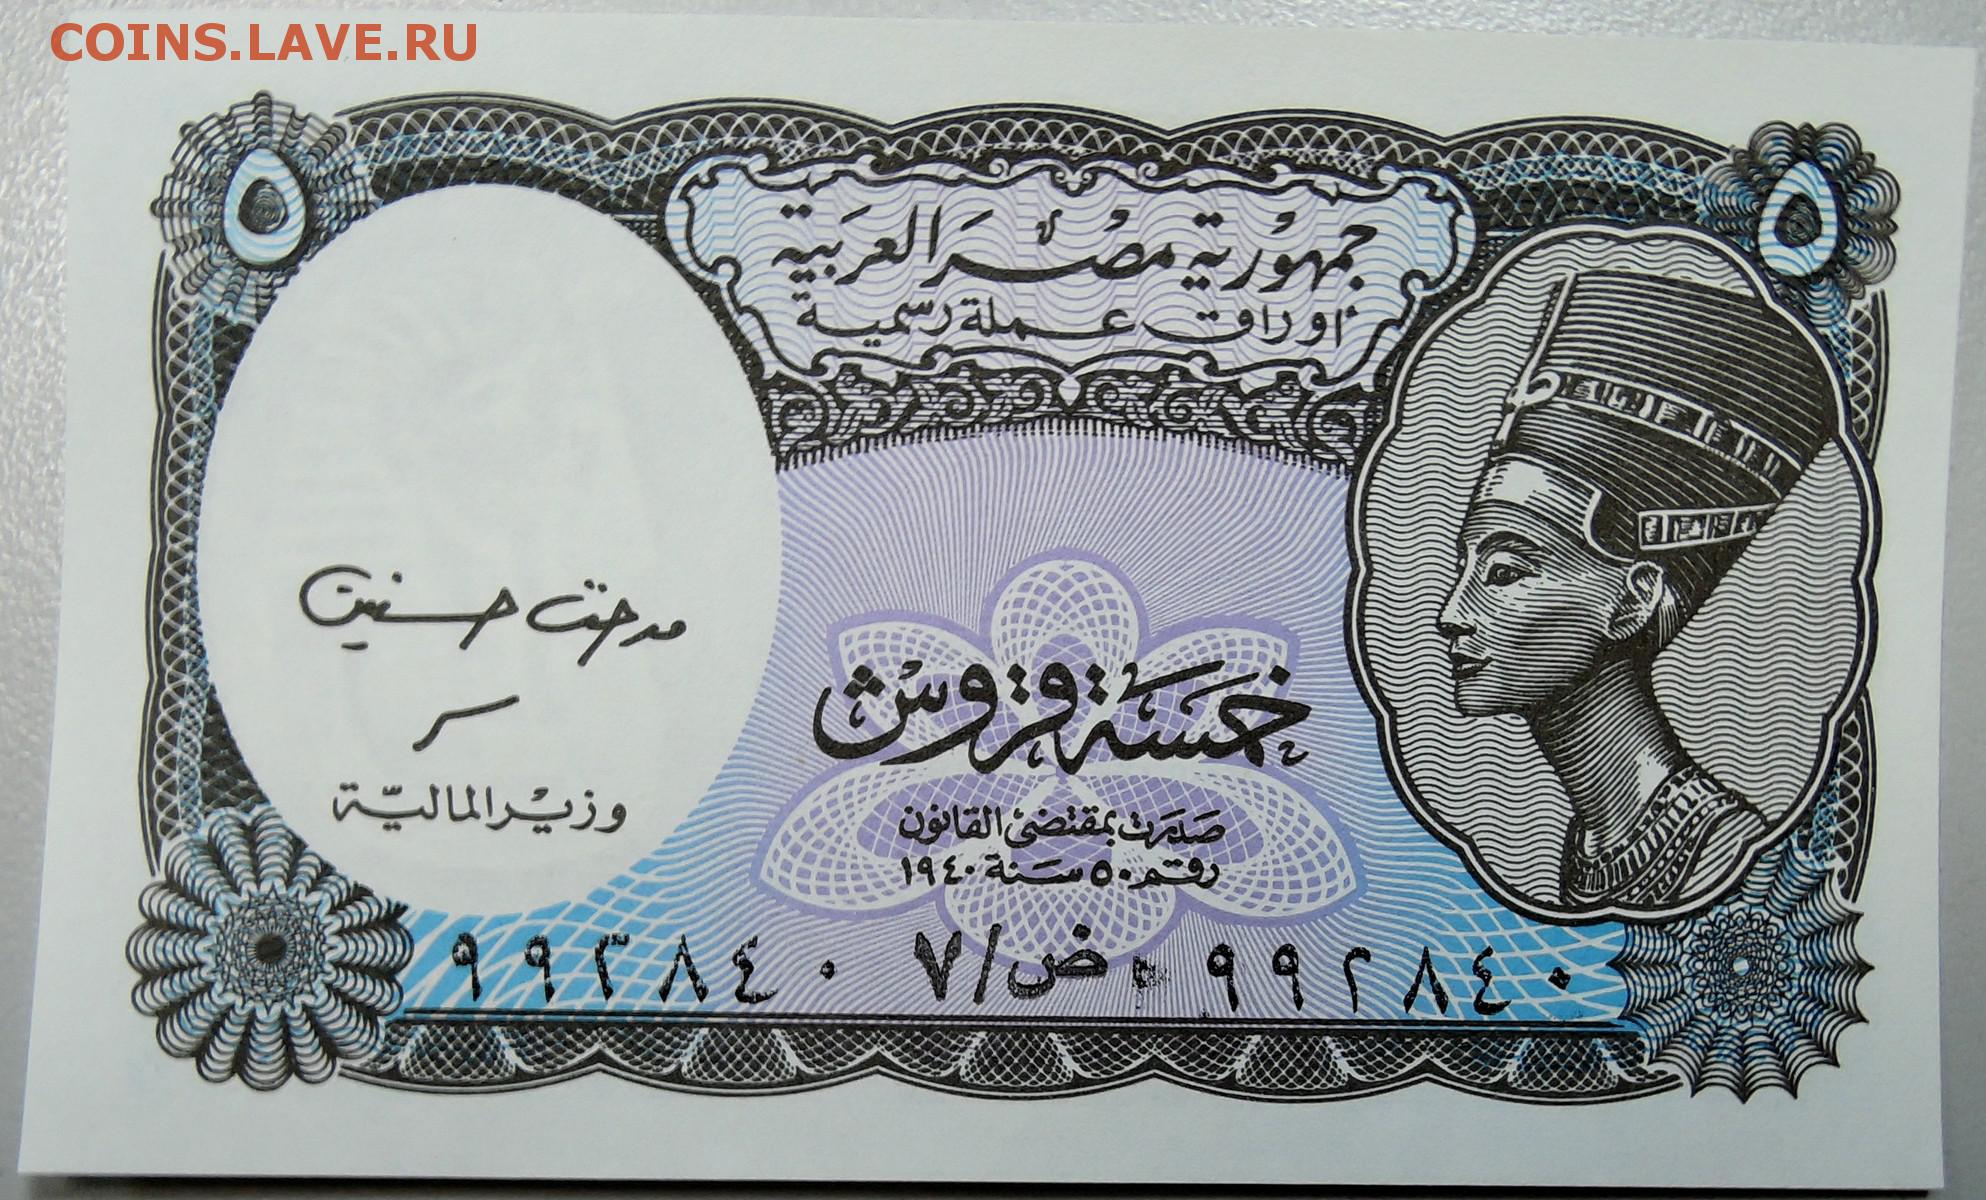 COINS.LAVE.RU
٥ ٥
جمهورية مصر العربية
أوراق عملة رسمية
خمسة قروش
صدرت بمقتضى القانون
رقم ٥٠ سنة ١٩٤٠
مدحت حسنين
وزير المالية
٩٩٢٨٤٠ ض/٧ ٩٩٢٨٤٠